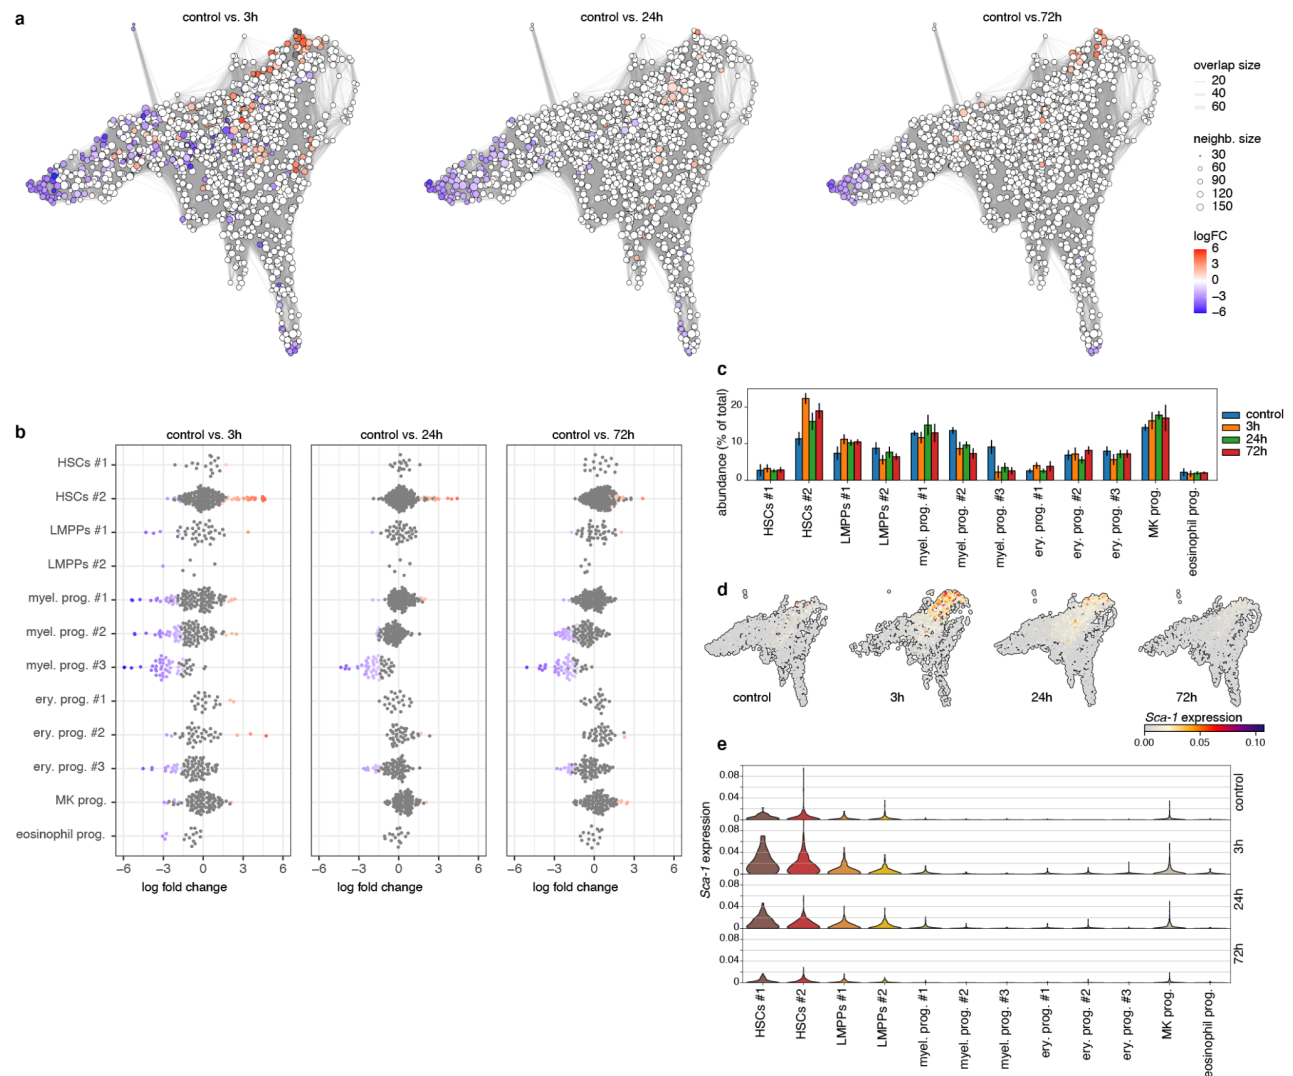 a
control vs. 3h
control vs. 24h
control vs.72h
overlap size
20
40
60
neighb. size
30
60
90
120
150
logFC
6
3
0
−3
−6
b
control vs. 3h
control vs. 24h
control vs. 72h
HSCs #1
HSCs #2
LMPPs #1
LMPPs #2
myel. prog. #1
myel. prog. #2
myel. prog. #3
ery. prog. #1
ery. prog. #2
ery. prog. #3
MK prog.
eosinophil prog.
−6 −3 0 3 6
−6 −3 0 3 6
−6 −3 0 3 6
log fold change
log fold change
log fold change
c
abundance (% of total)
20
10
0
HSCs #1
HSCs #2
LMPPs #1
LMPPs #2
myel. prog. #1
myel. prog. #2
myel. prog. #3
ery. prog. #1
ery. prog. #2
ery. prog. #3
MK prog.
eosinophil prog.
control
3h
24h
72h
d
control
3h
24h
72h
Sca-1 expression
0.00 0.05 0.10
e
Sca-1 expression
0.08
0.04
0
control
0.08
0.04
0
3h
0.08
0.04
0
24h
0.08
0.04
0
72h
HSCs #1
HSCs #2
LMPPs #1
LMPPs #2
myel. prog. #1
myel. prog. #2
myel. prog. #3
ery. prog. #1
ery. prog. #2
ery. prog. #3
MK prog.
eosinophil prog.